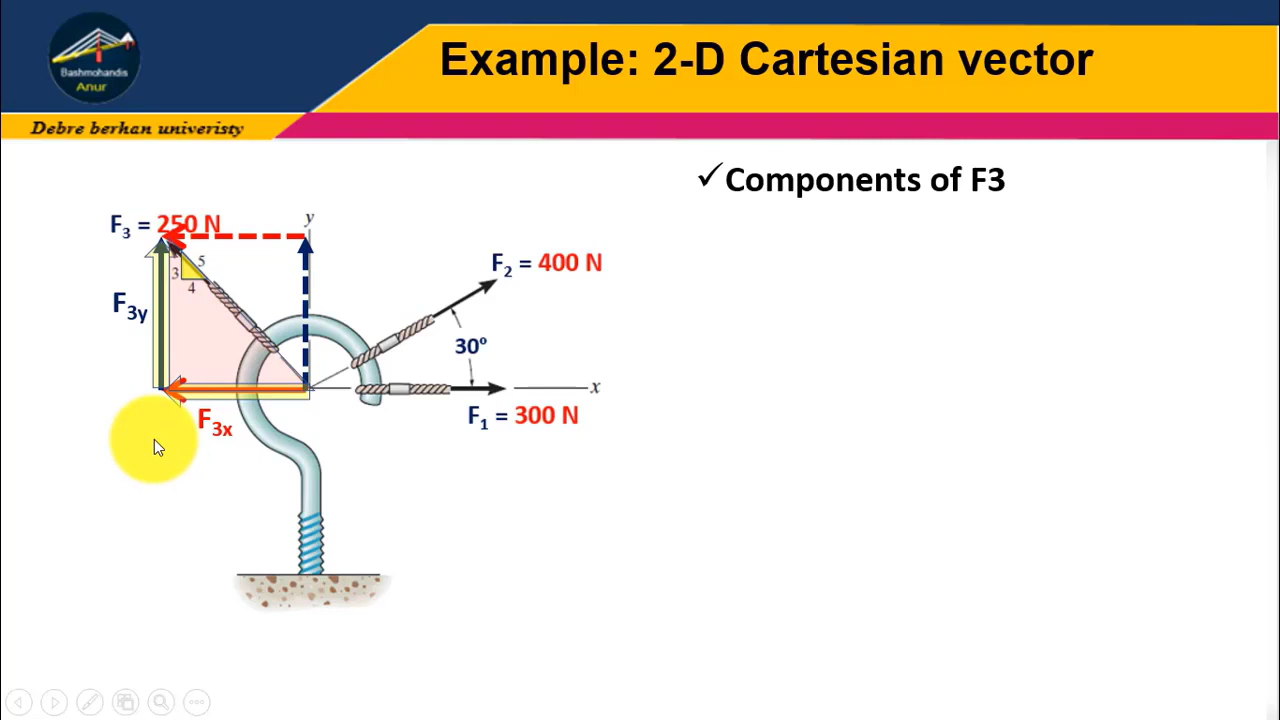 Bashmohandis
Anur
Example: 2-D Cartesian vector
Debre berhan univeristy
✓Components of F3
F₃ = 250 N
y
5
3
4
F₂ = 400 N
F₃y
30º
x
F₃ₓ
F₁ = 300 N